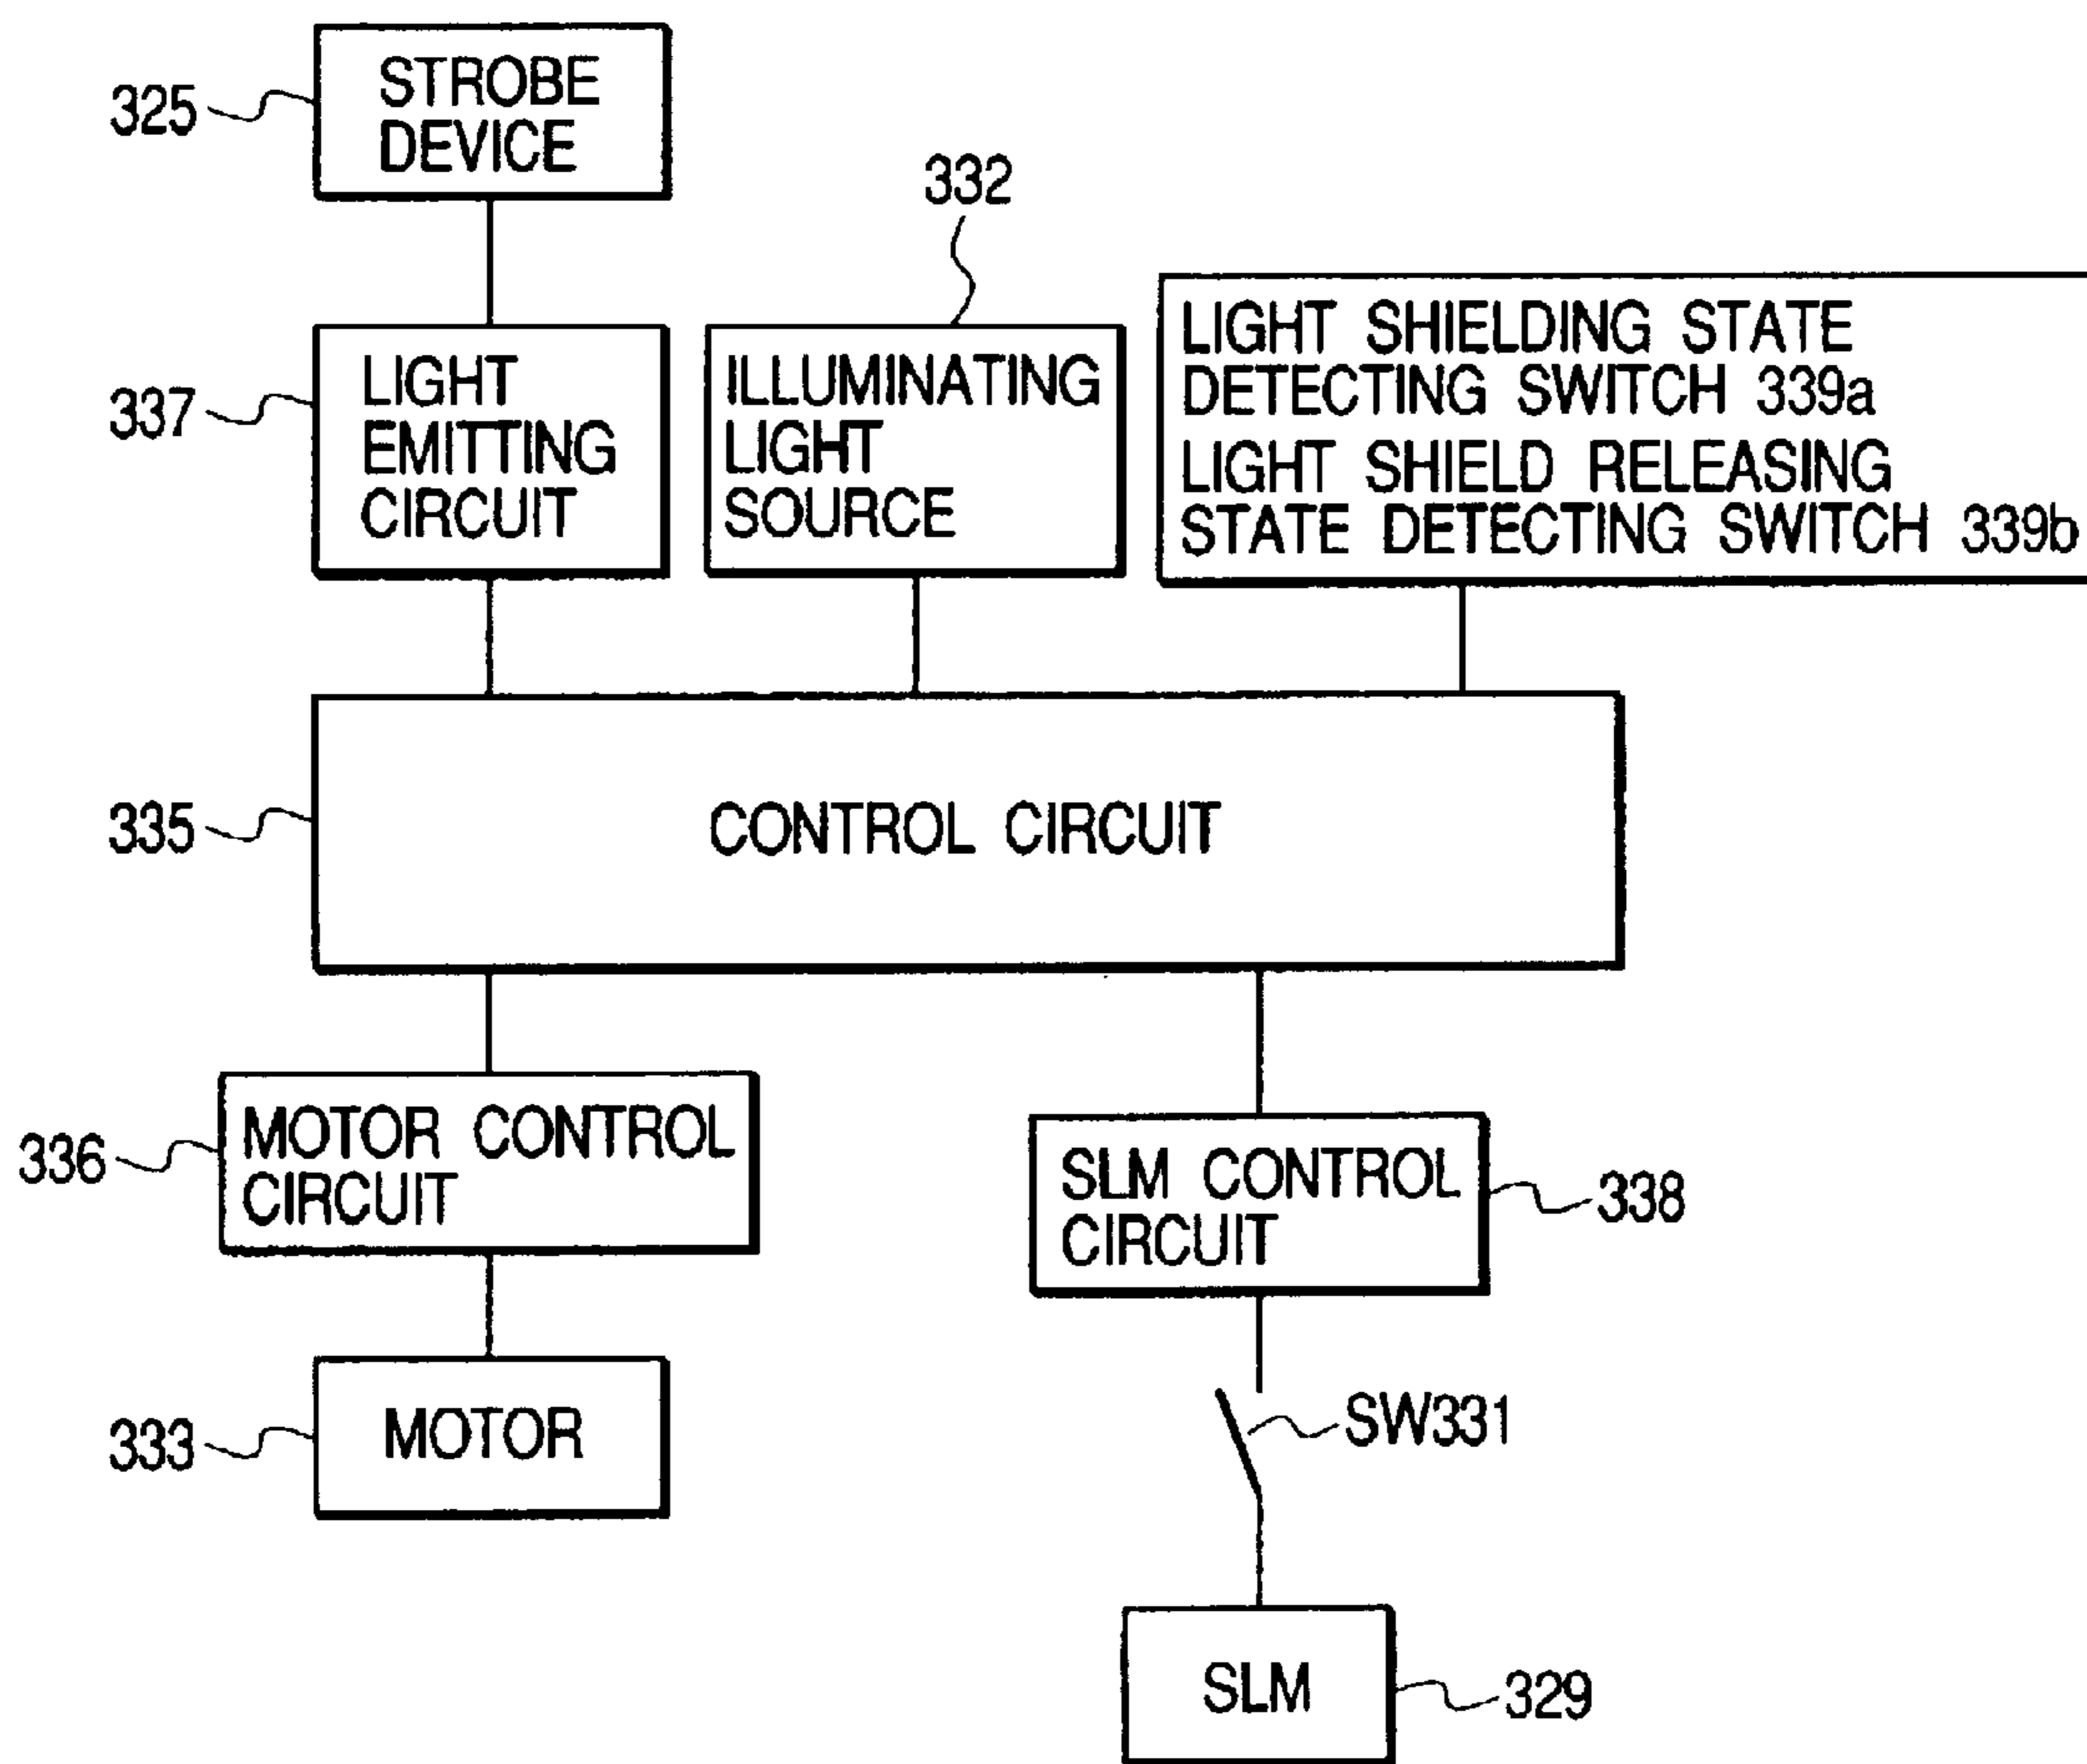 STROBE
DEVICE
325
332
LIGHT
EMITTING
CIRCUIT
337
ILLUMINATING
LIGHT
SOURCE
LIGHT SHIELDING STATE
DETECTING SWITCH 339a
LIGHT SHIELD RELEASING
STATE DETECTING SWITCH 339b
335
CONTROL CIRCUIT
336
MOTOR CONTROL
CIRCUIT
SLM CONTROL
CIRCUIT
338
333
MOTOR
SW331
SLM
329